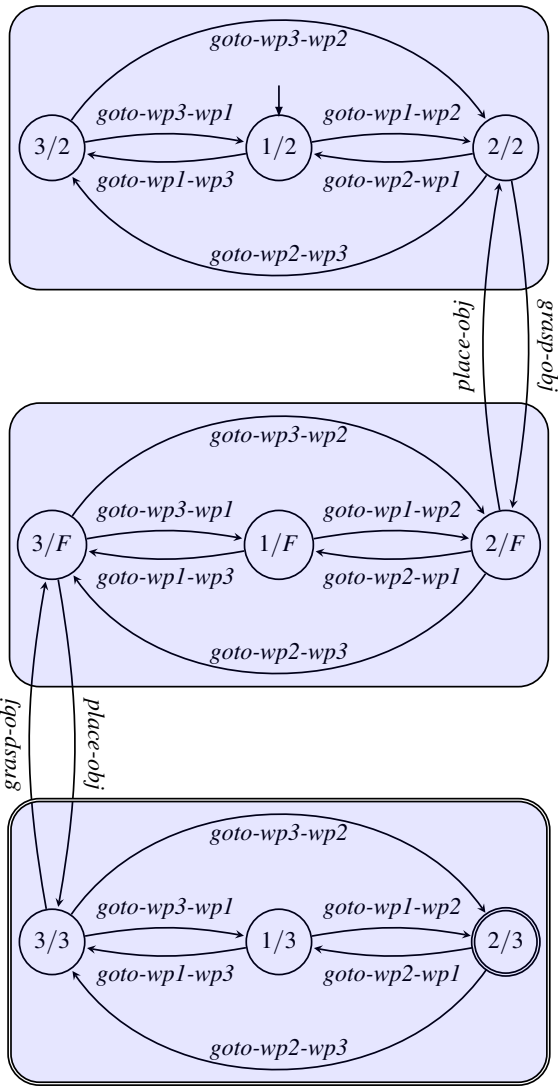 goto-wp3-wp2
goto-wp3-wp1 goto-wp1-wp2
3/2 1/2 2/2
goto-wp1-wp3 goto-wp2-wp1
goto-wp2-wp3
place-obj grasp-obj
goto-wp3-wp2
goto-wp3-wp1 goto-wp1-wp2
3/F 1/F 2/F
goto-wp1-wp3 goto-wp2-wp1
goto-wp2-wp3
grasp-obj place-obj
goto-wp3-wp2
goto-wp3-wp1 goto-wp1-wp2
3/3 1/3 2/3
goto-wp1-wp3 goto-wp2-wp1
goto-wp2-wp3